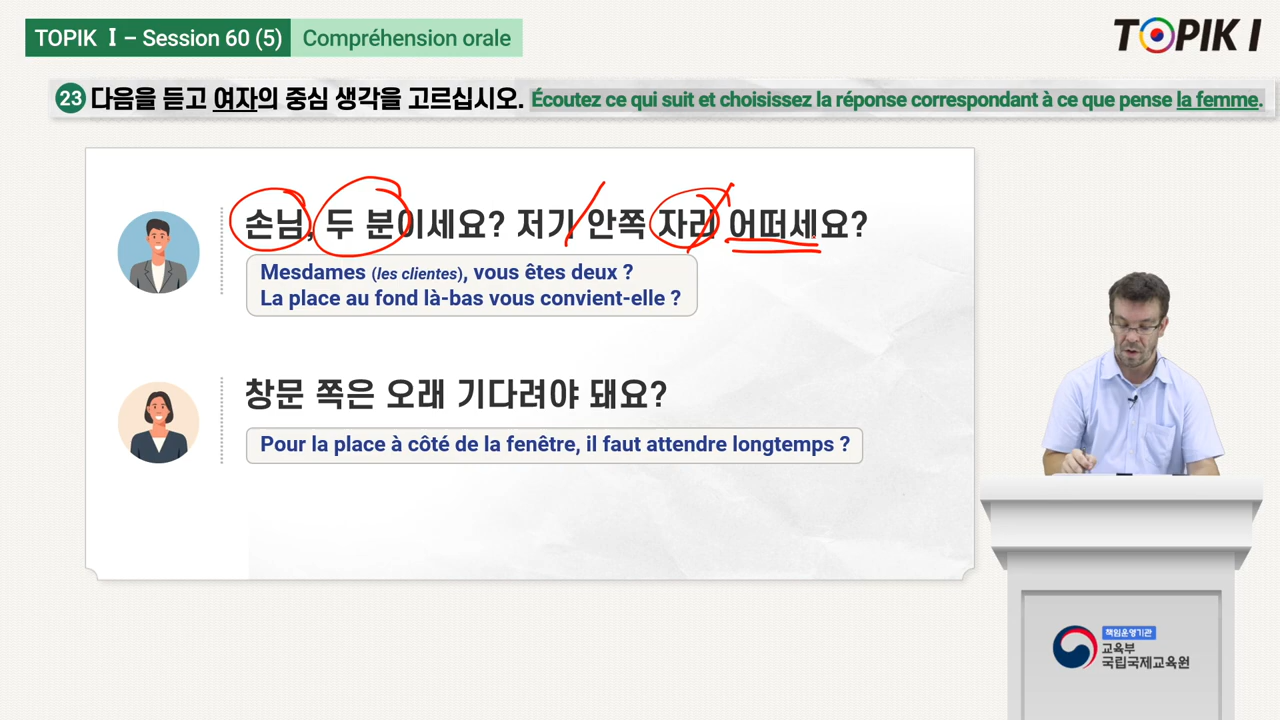 TOPIK Ⅰ – Session 60 (5) Compréhension orale
TOPIK I
23 다음을 듣고 여자의 중심 생각을 고르십시오. Écoutez ce qui suit et choisissez la réponse correspondant à ce que pense la femme.
손님, 두 분이세요? 저기 안쪽 자리 어떠세요?
Mesdames (les clientes), vous êtes deux ?
La place au fond là-bas vous convient-elle ?
창문 쪽은 오래 기다려야 돼요?
Pour la place à côté de la fenêtre, il faut attendre longtemps ?
책임운영기관
교육부
국립국제교육원